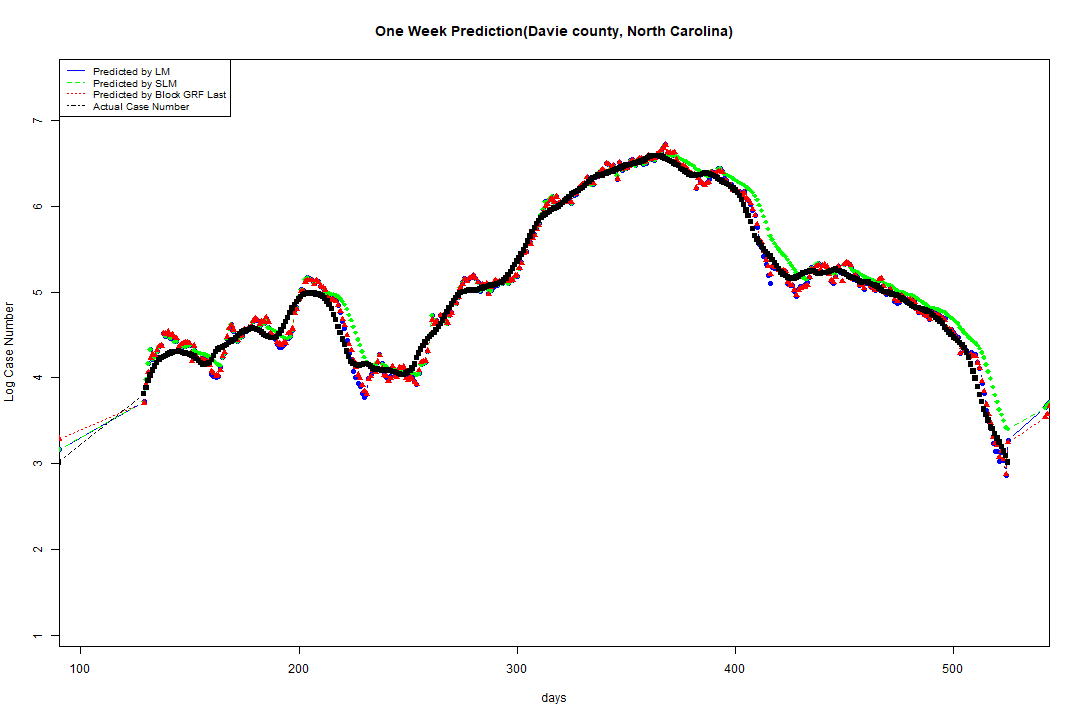 One Week Prediction(Davie county, North Carolina)
Predicted by LM
Predicted by SLM
Predicted by Block GRF Last
Actual Case Number
Log Case Number
7
6
5
4
3
2
1
100 200 300 400 500
days